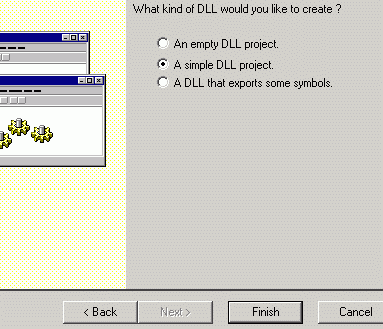 What kind of DLL would you like to create ?
An empty DLL project.
A simple DLL project.
A DLL that exports some symbols.
< Back
Next >
Finish
Cancel